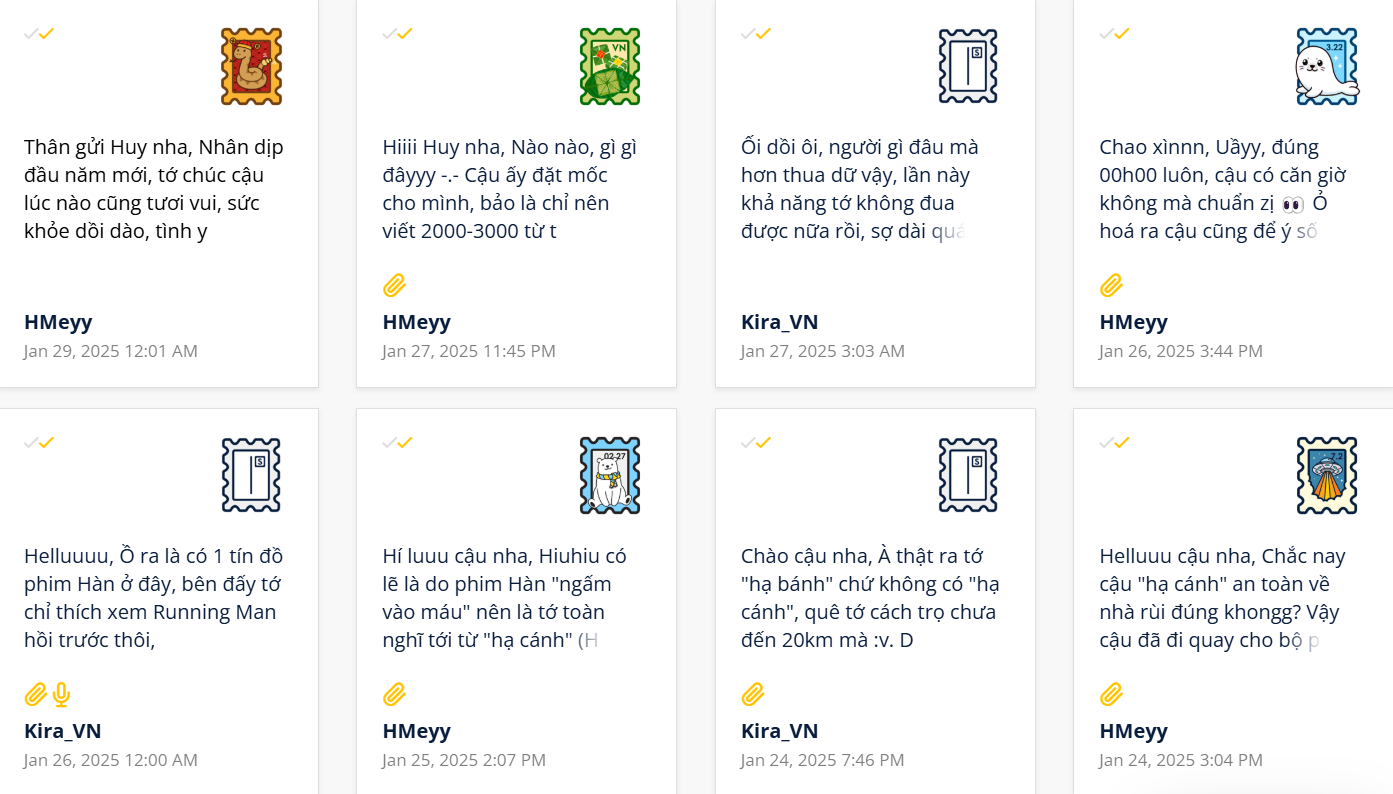 Thân gửi Huy nha, Nhân dịp
đầu năm mới, tớ chúc cậu
lúc nào cũng tươi vui, sức
khỏe dồi dào, tình y
HMeyy
Jan 29, 2025 12:01 AM
VN
Hiiii Huy nha, Nào nào, gì gì
đâyyy -.- Cậu ấy đặt mốc
cho mình, bảo là chỉ nên
viết 2000-3000 từ t
HMeyy
Jan 27, 2025 11:45 PM
S
Ối dồi ôi, người gì đâu mà
hơn thua dữ vậy, lần này
khả năng tớ không đua
được nữa rồi, sợ dài quá
Kira_VN
Jan 27, 2025 3:03 AM
3.22
Chao xìnnn, Uầyy, đúng
00h00 luôn, cậu có căn giờ
không mà chuẩn zị 👀 Ỏ
hoá ra cậu cũng để ý số
HMeyy
Jan 26, 2025 3:44 PM
S
Helluuuu, Ồ ra là có 1 tín đồ
phim Hàn ở đây, bên đấy tớ
chỉ thích xem Running Man
hồi trước thôi,
Kira_VN
Jan 26, 2025 12:00 AM
02.27
Hí luuu cậu nha, Hiuhiu có
lẽ là do phim Hàn "ngấm
vào máu" nên là tớ toàn
nghĩ tới từ "hạ cánh" (H
HMeyy
Jan 25, 2025 2:07 PM
S
Chào cậu nha, À thật ra tớ
"hạ bánh" chứ không có "hạ
cánh", quê tớ cách trọ chưa
đến 20km mà :v. D
Kira_VN
Jan 24, 2025 7:46 PM
7.2
Helluuu cậu nha, Chắc nay
cậu "hạ cánh" an toàn về
nhà rùi đúng khongg? Vậy
cậu đã đi quay cho bộ p
HMeyy
Jan 24, 2025 3:04 PM